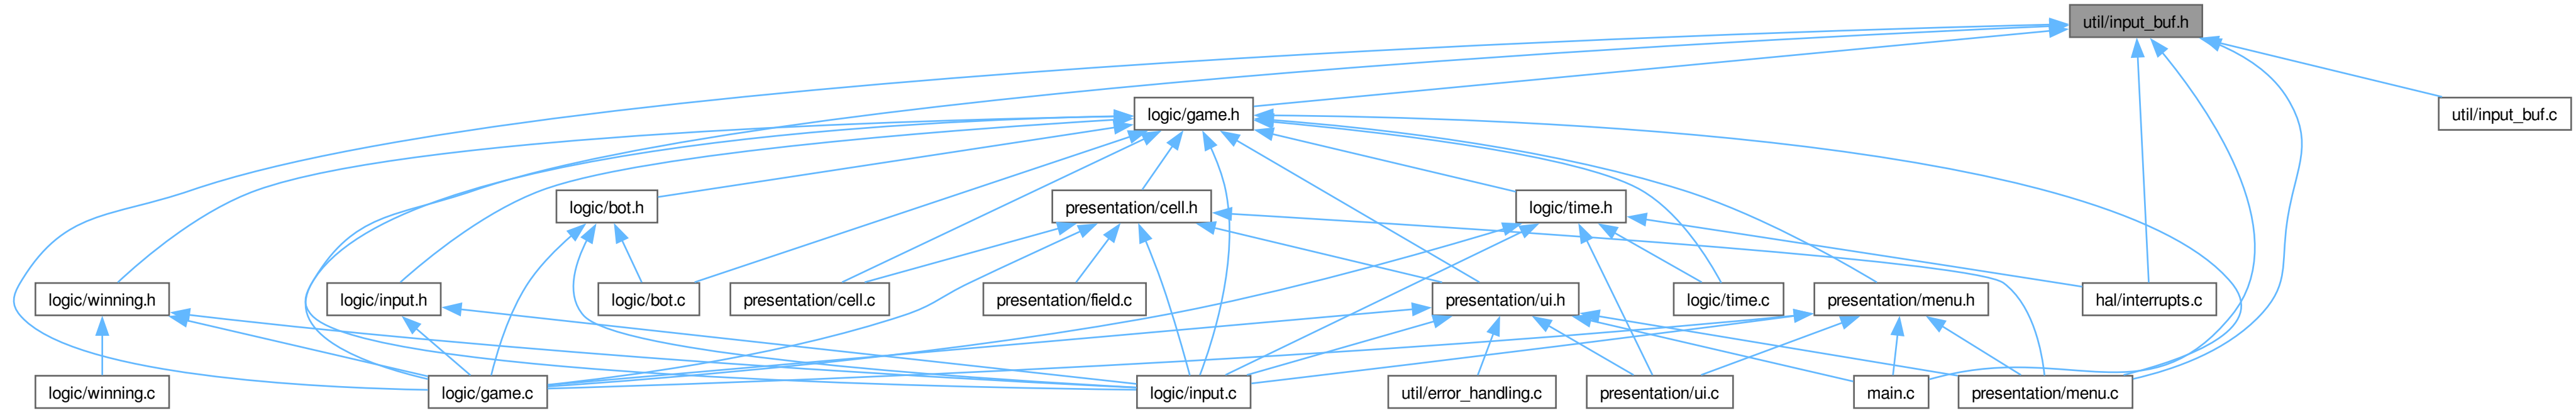 util/input_buf.h
logic/game.h
util/input_buf.c
logic/bot.h
presentation/cell.h
logic/time.h
logic/winning.h
logic/input.h
logic/bot.c
presentation/cell.c
presentation/field.c
presentation/ui.h
logic/time.c
presentation/menu.h
hal/interrupts.c
logic/winning.c
logic/game.c
logic/input.c
util/error_handling.c
presentation/ui.c
main.c
presentation/menu.c